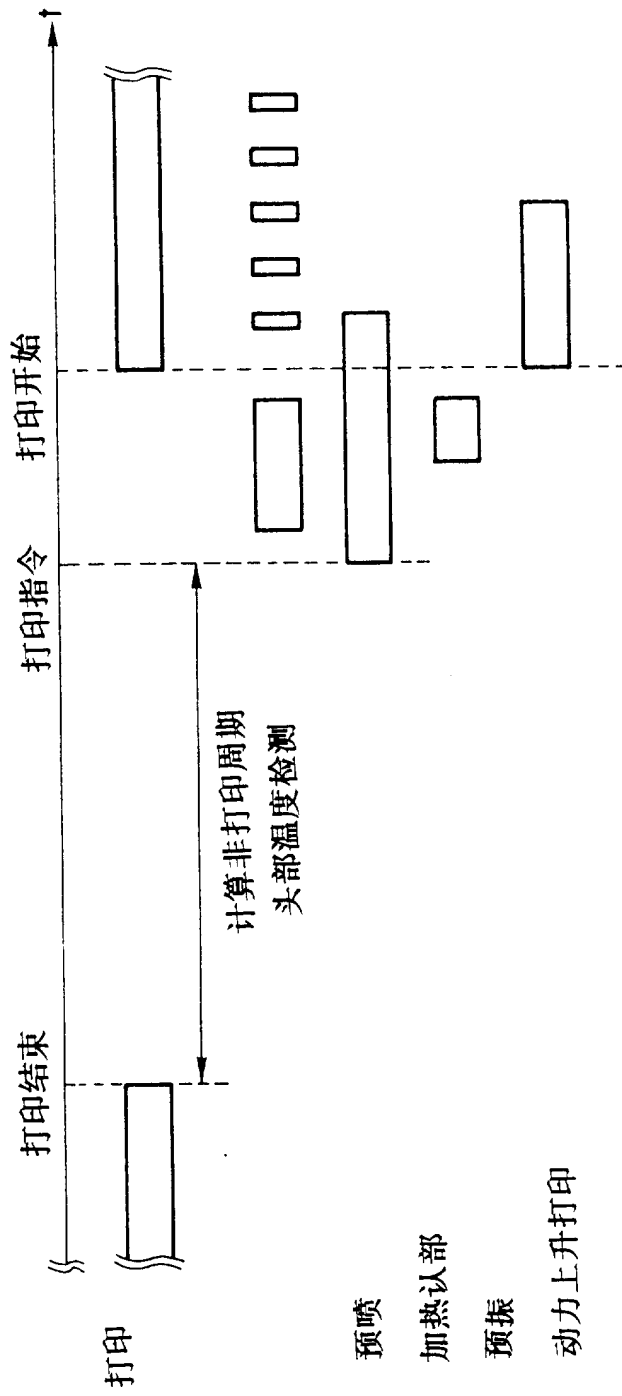 打印结束
打印指令
打印开始
t
打印
计算非打印周期
头部温度检测
预喷
加热认部
预振
动力上升打印